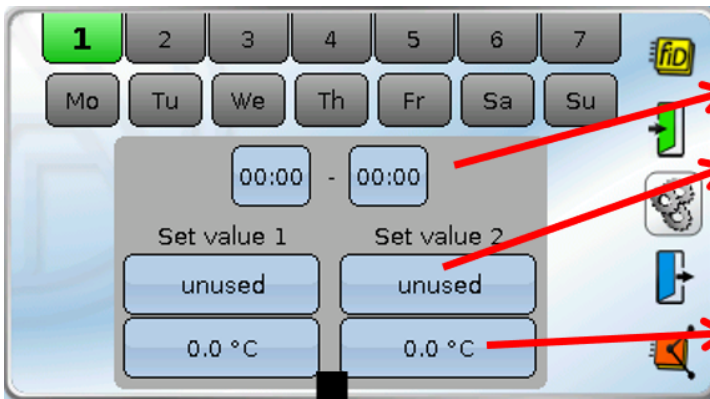 1 2 3 4 5 6 7
Mo Tu We Th Fr Sa Su
fiD
00:00 - 00:00
Set value 1 Set value 2
unused unused
0.0 °C 0.0 °C